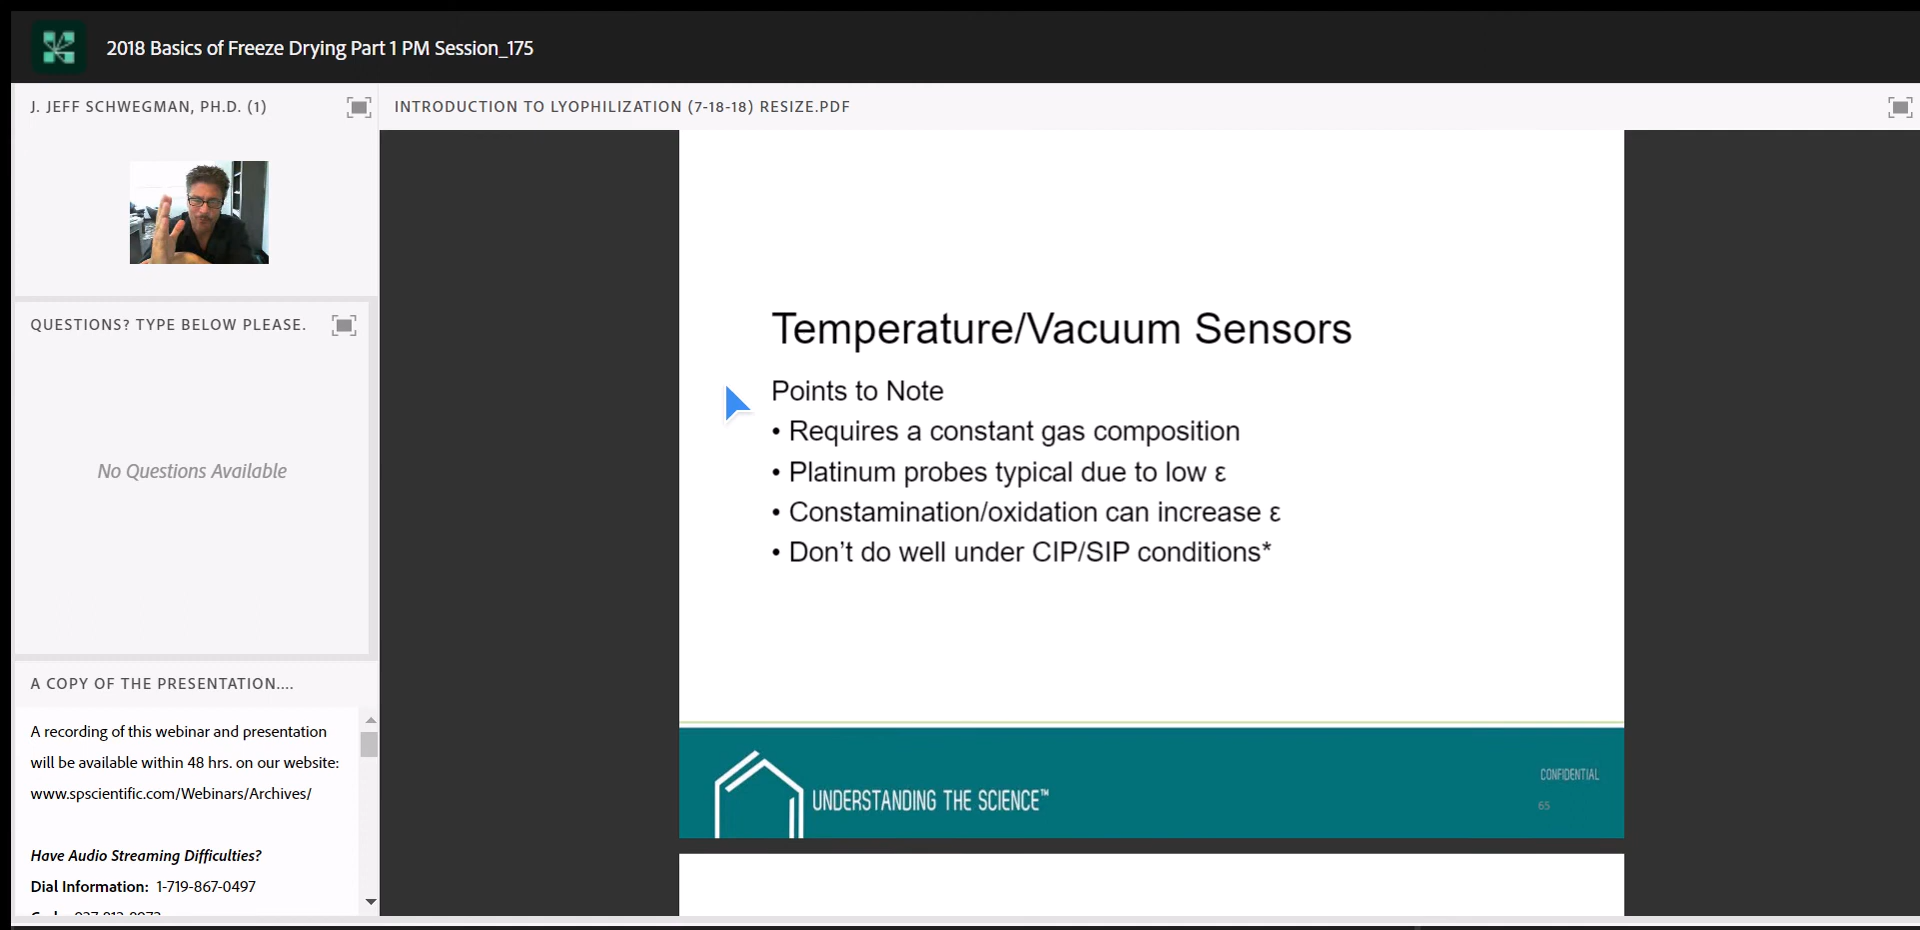 2018 Basics of Freeze Drying Part 1 PM Session_175
J. JEFF SCHWEGMAN, PH.D. (1)
INTRODUCTION TO LYOPHILIZATION (7-18-18) RESIZE.PDF
QUESTIONS? TYPE BELOW PLEASE.
No Questions Available
A COPY OF THE PRESENTATION....
A recording of this webinar and presentation
will be available within 48 hrs. on our website:
www.spscientific.com/Webinars/Archives/
Have Audio Streaming Difficulties?
Dial Information: 1-719-867-0497
Temperature/Vacuum Sensors
Points to Note
• Requires a constant gas composition
• Platinum probes typical due to low ε
• Constamination/oxidation can increase ε
• Don’t do well under CIP/SIP conditions*
UNDERSTANDING THE SCIENCE™
CONFIDENTIAL
65